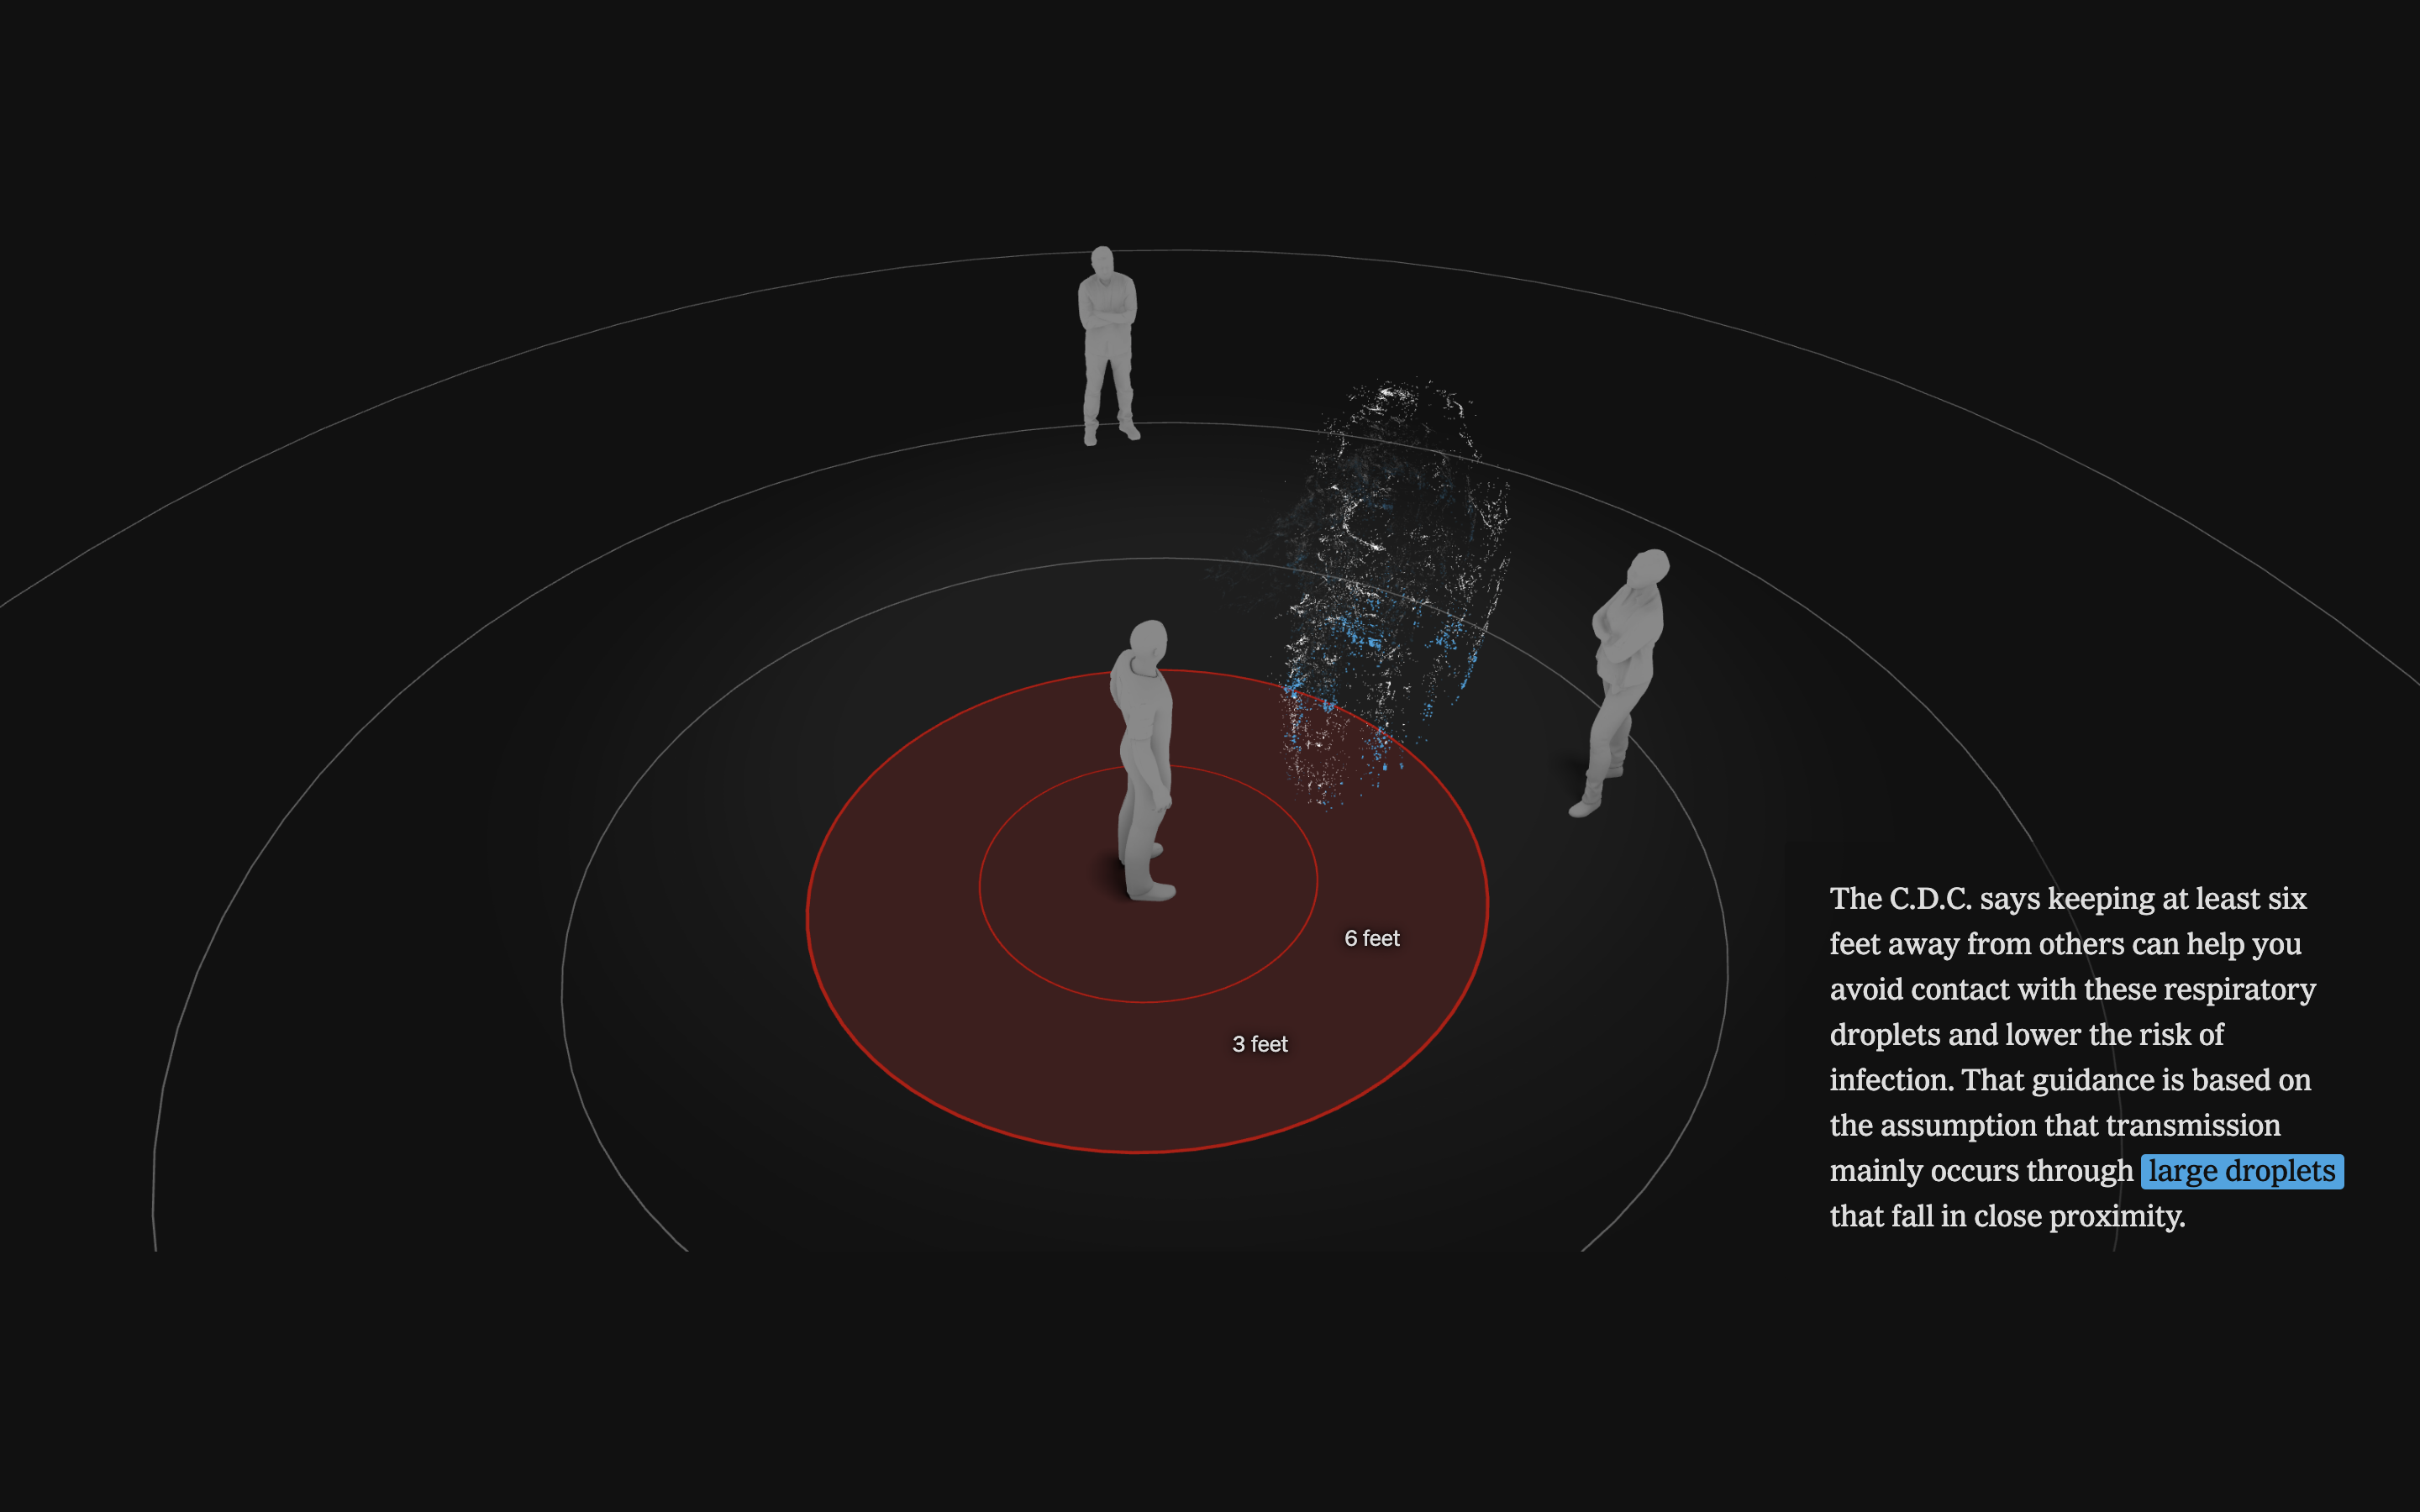 6 feet
3 feet
The C.D.C. says keeping at least six
feet away from others can help you
avoid contact with these respiratory
droplets and lower the risk of
infection. That guidance is based on
the assumption that transmission
mainly occurs through large droplets
that fall in close proximity.